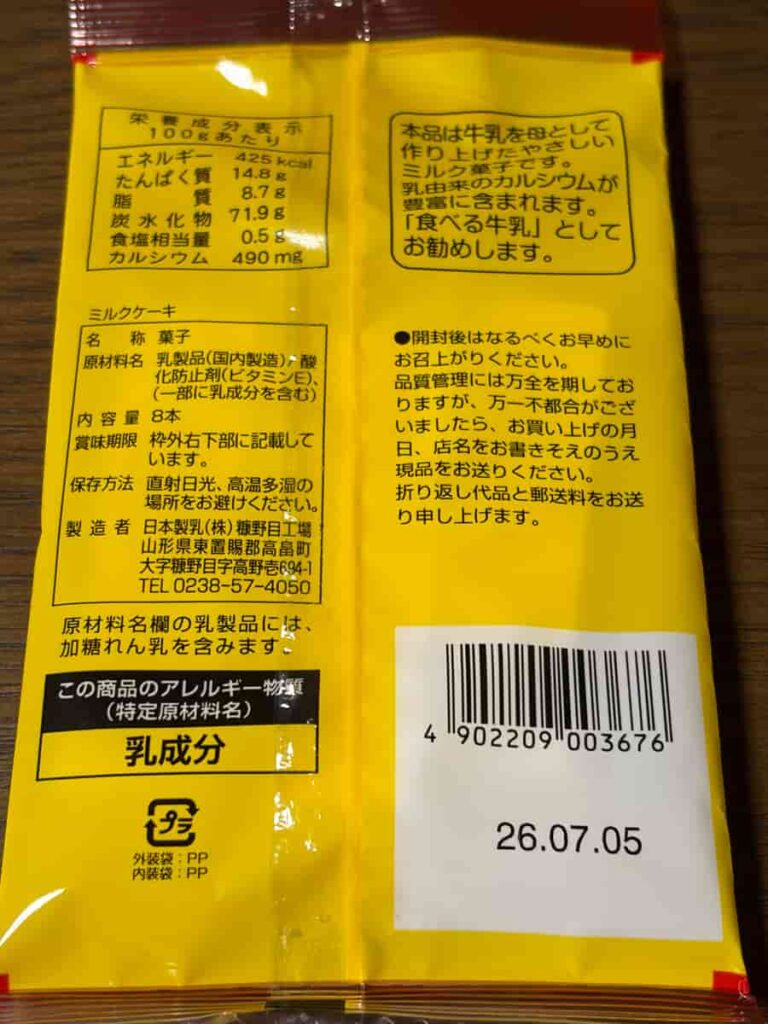 栄養成分表示
100gあたり
エネルギー 425 kcal
たんぱく質 14.8 g
脂質 8.7 g
炭水化物 71.9 g
食塩相当量 0.5 g
カルシウム 490 mg
ミルクケーキ
名称 菓子
原材料名 乳製品(国内製造)、酸
化防止剤(ビタミンE)、
(一部に乳成分を含む)
内容量 8本
賞味期限 枠外右下部に記載して
います。
保存方法 直射日光、高温多湿の
場所をお避けください。
製造者 日本製乳(株)糠野目工場
山形県東置賜郡高畠町
大字糠野目字高野壱694-1
TEL 0238-57-4050
原材料名欄の乳製品には、
加糖れん乳を含みます。
この商品のアレルギー物質
(特定原材料名)
乳成分
プラ
外装袋:PP
内装袋:PP
本品は牛乳を母として
作り上げたやさしい
ミルク菓子です。
乳由来のカルシウムが
豊富に含まれます。
「食べる牛乳」として
お勧めします。
●開封後はなるべくお早めに
お召上がりください。
品質管理には万全を期してお
りますが、万一不都合がござ
いましたら、お買い上げの月
日、店名をお書きそえのうえ
現品をお送りください。
折り返し代品と郵送料をお送
り申し上げます。
4 902209 003676
26.07.05